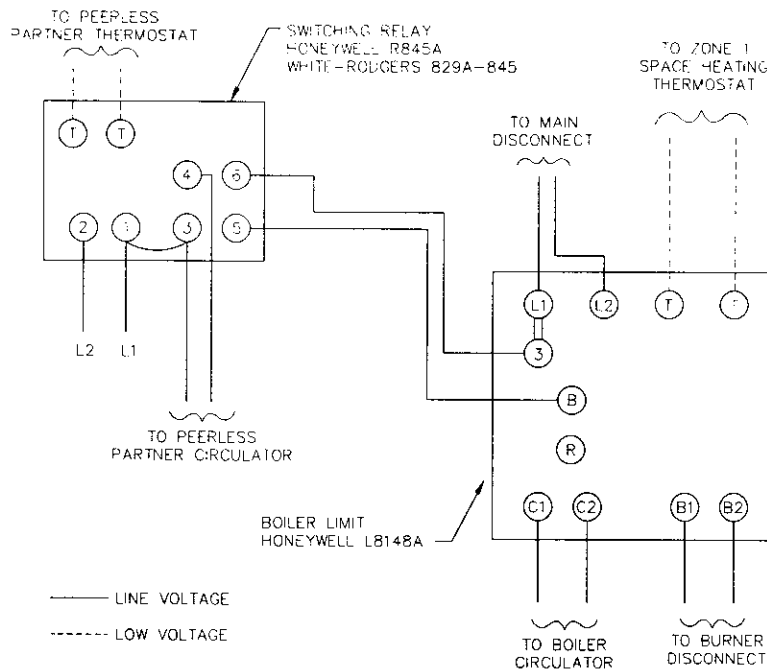 TO PEERLESS
PARTNER THERMOSTAT
SWITCHING RELAY
HONEYWELL R845A
WHITE-RODGERS 829A-845
TO ZONE 1
SPACE HEATING
THERMOSTAT
TO MAIN
DISCONNECT
T T
4 6
2 1 3 5
L2 L1
TO PEERLESS
PARTNER CIRCULATOR
L1 L2 T T
3
B
R
C1 C2 B1 B2
BOILER LIMIT
HONEYWELL L8148A
LINE VOLTAGE
LOW VOLTAGE
TO BOILER
CIRCULATOR
TO BURNER
DISCONNECT